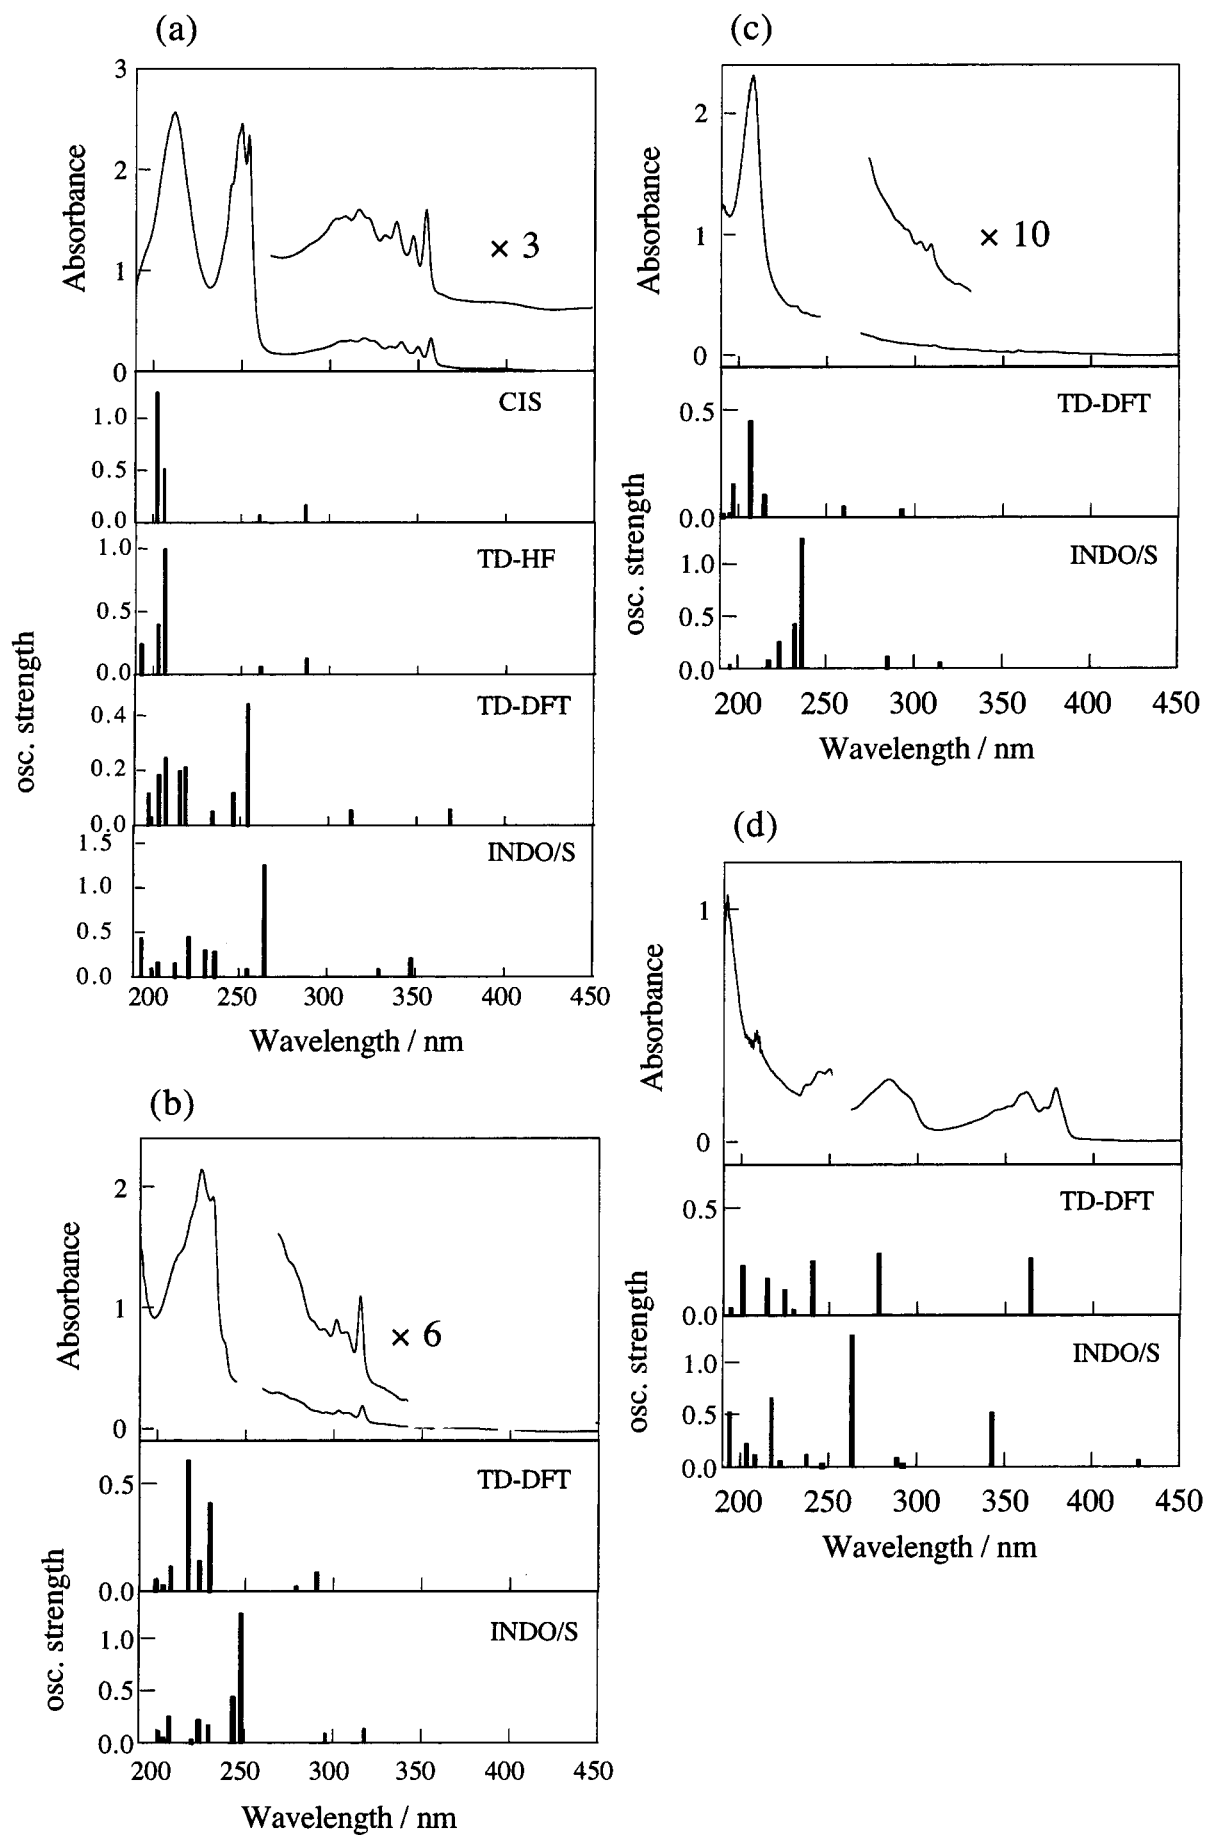 (a)
3
2
1
0
Absorbance
× 3
CIS
1.0
0.5
0.0
TD-HF
1.0
0.5
0.0
TD-DFT
0.4
0.2
0.0
INDO/S
1.5
1.0
0.5
0.0
osc. strength
200 250 300 350 400 450
Wavelength / nm
(b)
2
1
0
Absorbance
× 6
TD-DFT
0.5
0.0
INDO/S
1.0
0.5
0.0
osc. strength
200 250 300 350 400 450
Wavelength / nm
(c)
2
1
0
Absorbance
× 10
TD-DFT
0.5
0.0
INDO/S
1.0
0.5
0.0
osc. strength
200 250 300 350 400 450
Wavelength / nm
(d)
1
0
Absorbance
TD-DFT
0.5
0.0
INDO/S
1.0
0.5
0.0
osc. strength
200 250 300 350 400 450
Wavelength / nm